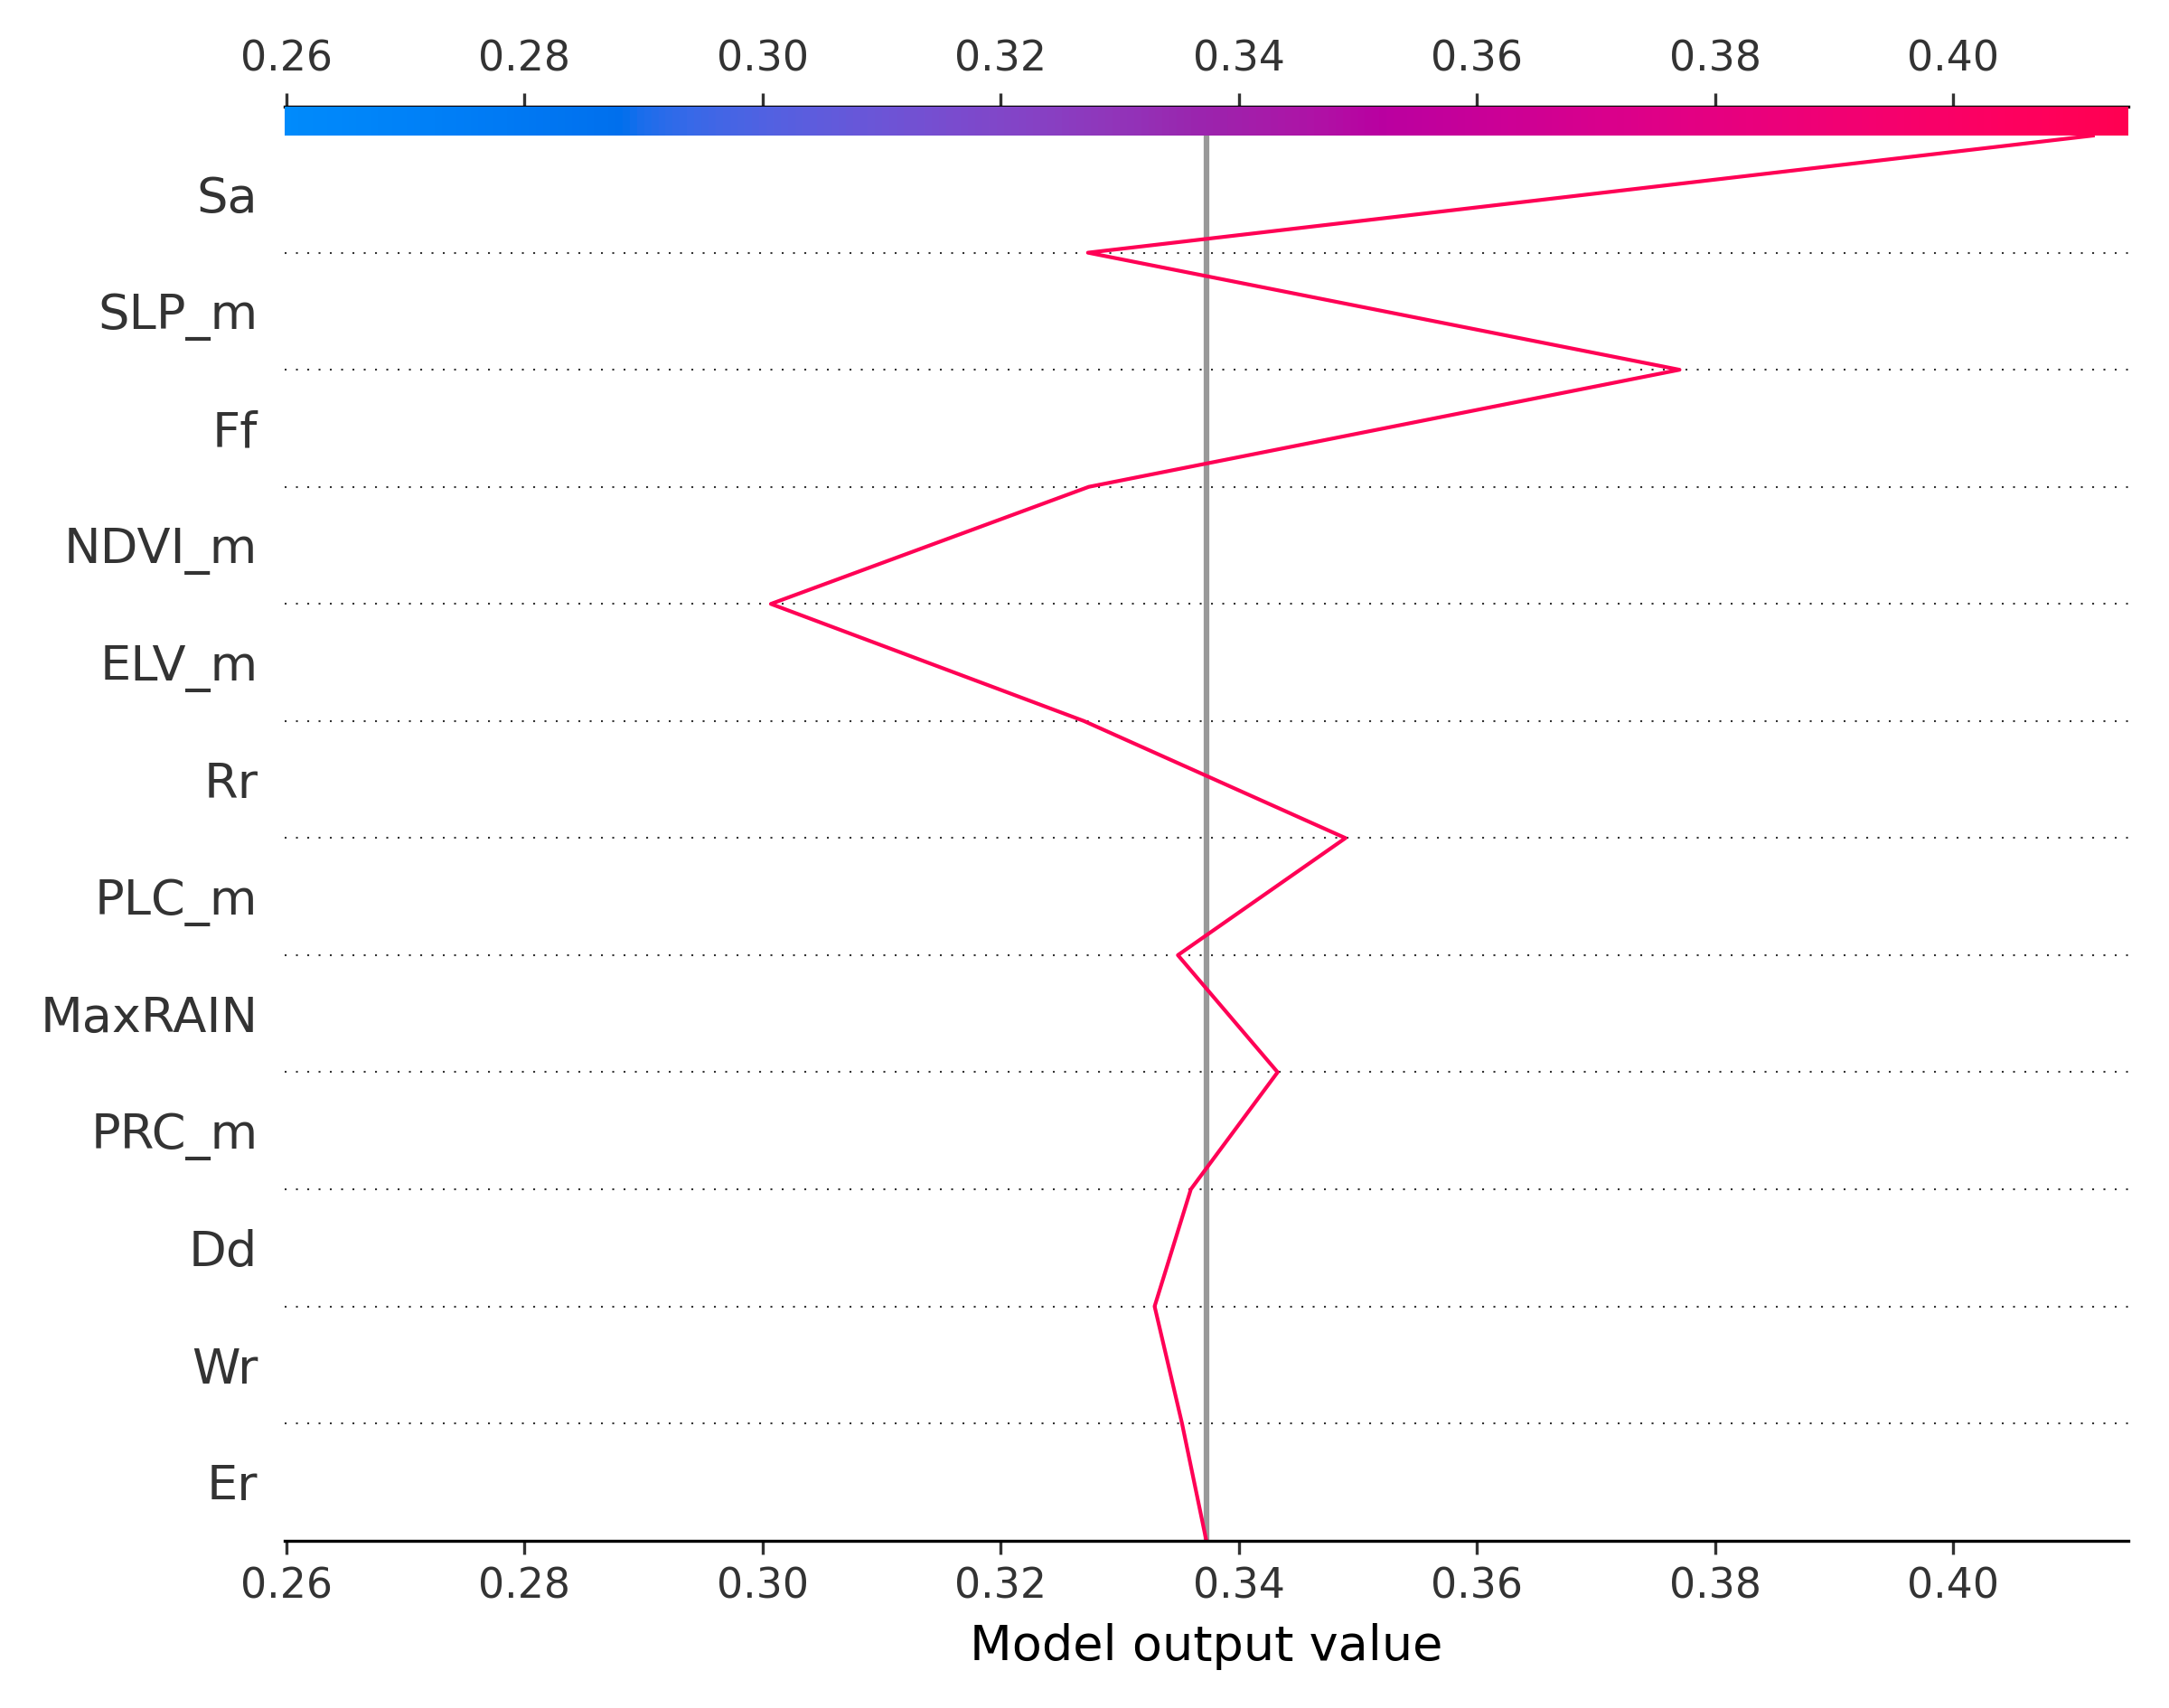 0.26 0.28 0.30 0.32 0.34 0.36 0.38 0.40
Sa
SLP_m
Ff
NDVI_m
ELV_m
Rr
PLC_m
MaxRAIN
PRC_m
Dd
Wr
Er
0.26 0.28 0.30 0.32 0.34 0.36 0.38 0.40
Model output value